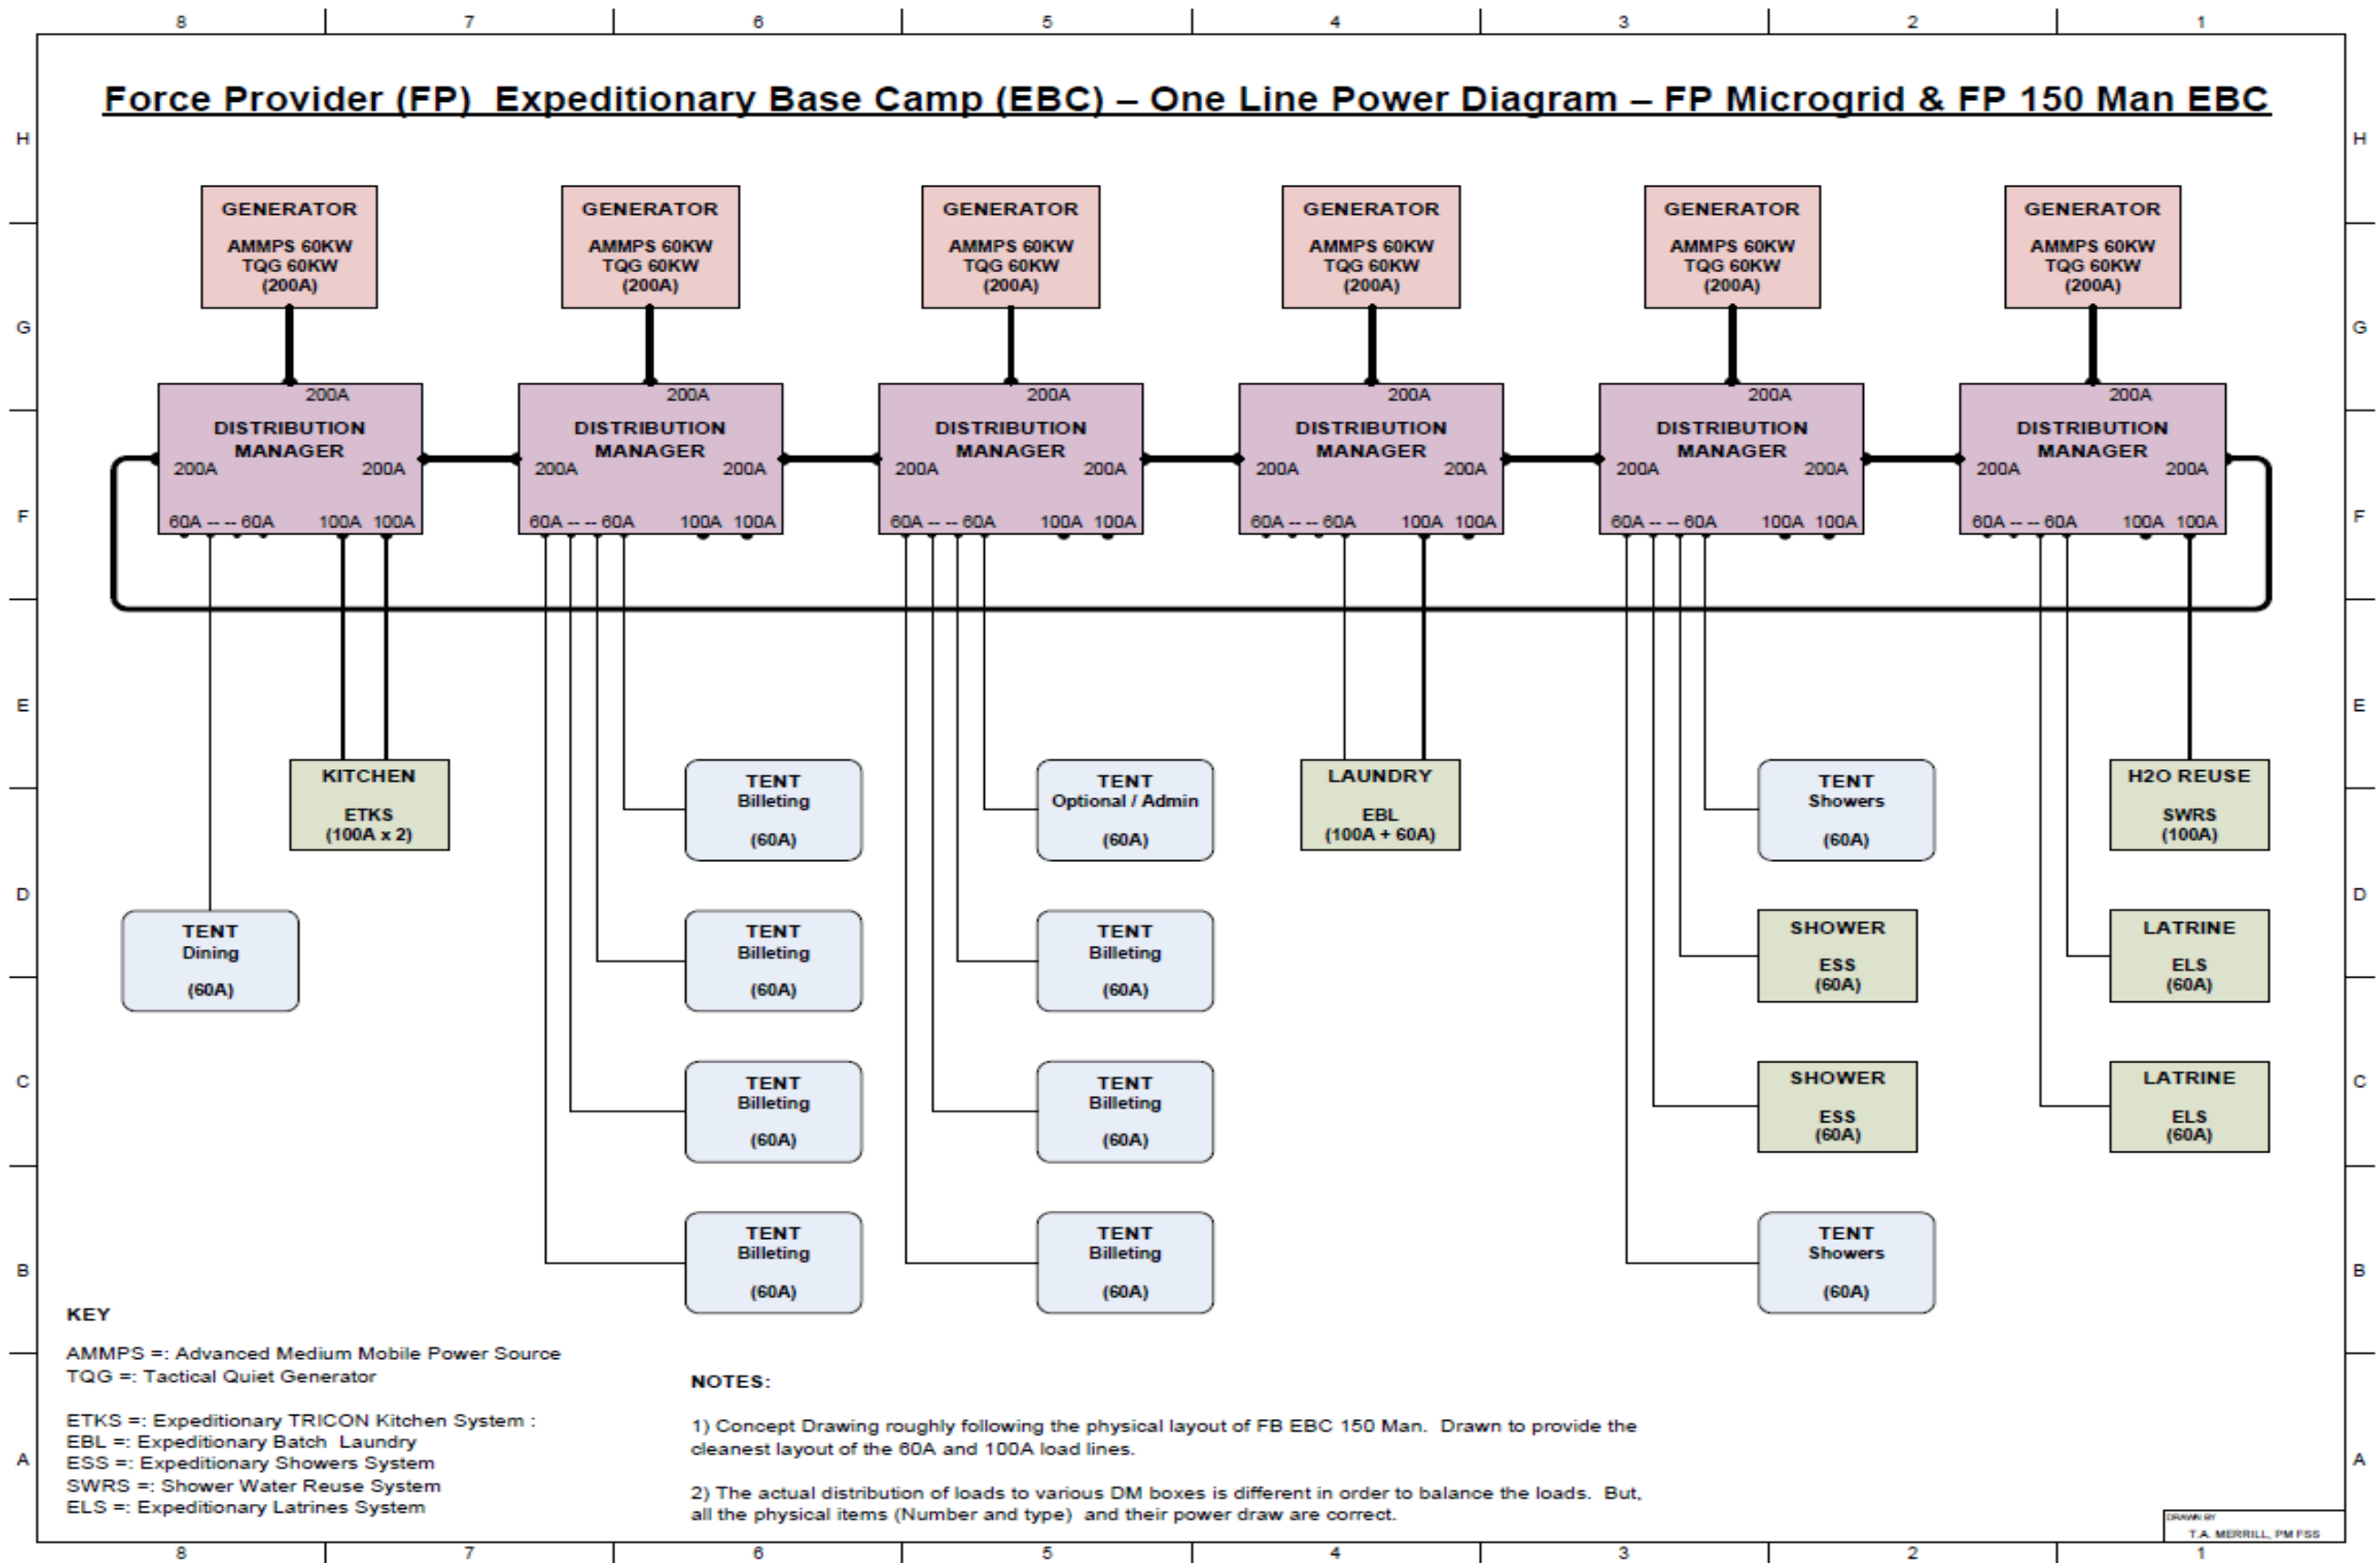 8 7 6 5 4 3 2 1
Force Provider (FP) Expeditionary Base Camp (EBC) – One Line Power Diagram – FP Microgrid & FP 150 Man EBC
H H
GENERATOR GENERATOR GENERATOR GENERATOR GENERATOR GENERATOR
AMMPS 60KW AMMPS 60KW AMMPS 60KW AMMPS 60KW AMMPS 60KW AMMPS 60KW
TQG 60KW TQG 60KW TQG 60KW TQG 60KW TQG 60KW TQG 60KW
(200A) (200A) (200A) (200A) (200A) (200A)
G G
200A 200A 200A 200A 200A 200A
DISTRIBUTION DISTRIBUTION DISTRIBUTION DISTRIBUTION DISTRIBUTION DISTRIBUTION
MANAGER MANAGER MANAGER MANAGER MANAGER MANAGER
200A 200A 200A 200A 200A 200A 200A 200A 200A 200A 200A 200A
F F
60A -- -- 60A 100A 100A 60A -- -- 60A 100A 100A 60A -- -- 60A 100A 100A 60A -- -- 60A 100A 100A 60A -- -- 60A 100A 100A 60A -- -- 60A 100A 100A
E E
KITCHEN
ETKS
(100A x 2)
TENT
Billeting
(60A)
TENT
Optional / Admin
(60A)
LAUNDRY
EBL
(100A + 60A)
TENT
Showers
(60A)
H2O REUSE
SWRS
(100A)
D D
TENT
Dining
(60A)
TENT
Billeting
(60A)
TENT
Billeting
(60A)
SHOWER
ESS
(60A)
LATRINE
ELS
(60A)
C C
TENT
Billeting
(60A)
TENT
Billeting
(60A)
SHOWER
ESS
(60A)
LATRINE
ELS
(60A)
B B
TENT
Billeting
(60A)
TENT
Billeting
(60A)
TENT
Showers
(60A)
KEY
AMMPS =: Advanced Medium Mobile Power Source
TQG =: Tactical Quiet Generator
ETKS =: Expeditionary TRICON Kitchen System :
EBL =: Expeditionary Batch Laundry
ESS =: Expeditionary Showers System
SWRS =: Shower Water Reuse System
ELS =: Expeditionary Latrines System
NOTES:
1) Concept Drawing roughly following the physical layout of FB EBC 150 Man. Drawn to provide the
cleanest layout of the 60A and 100A load lines.
2) The actual distribution of loads to various DM boxes is different in order to balance the loads. But,
all the physical items (Number and type) and their power draw are correct.
A A
DRAWN BY
T.A. MERRILL, PM FSS
8 7 6 5 4 3 2 1